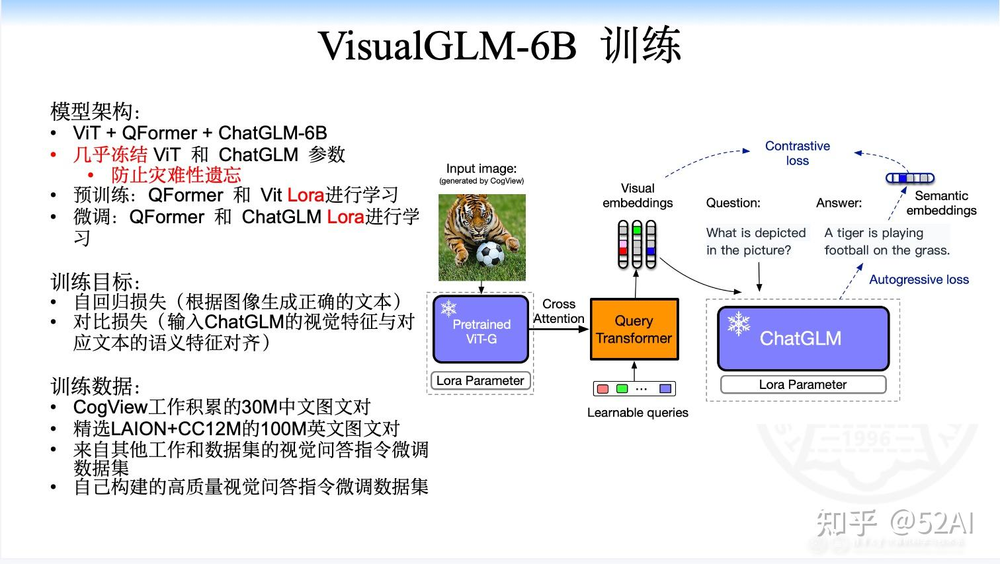 VisualGLM-6B 训练
模型架构：
• ViT + QFormer + ChatGLM-6B
• 几乎冻结 ViT 和 ChatGLM 参数
• 防止灾难性遗忘
• 预训练：QFormer 和 Vit Lora进行学习
• 微调：QFormer 和 ChatGLM Lora进行学
习
训练目标：
• 自回归损失（根据图像生成正确的文本）
• 对比损失（输入ChatGLM的视觉特征与对
应文本的语义特征对齐）
训练数据：
• CogView工作积累的30M中文图文对
• 精选LAION+CC12M的100M英文图文对
• 来自其他工作和数据集的视觉问答指令微调
数据集
• 自己构建的高质量视觉问答指令微调数据集
Input image:
(generated by CogView)
Pretrained
ViT-G
Lora Parameter
Cross
Attention
Query
Transformer
...
Learnable queries
Visual
embeddings
Contrastive
loss
Semantic
embeddings
Question:
What is depicted
in the picture?
Answer:
A tiger is playing
football on the grass.
Autogressive loss
ChatGLM
Lora Parameter
1996
知乎 @52AI